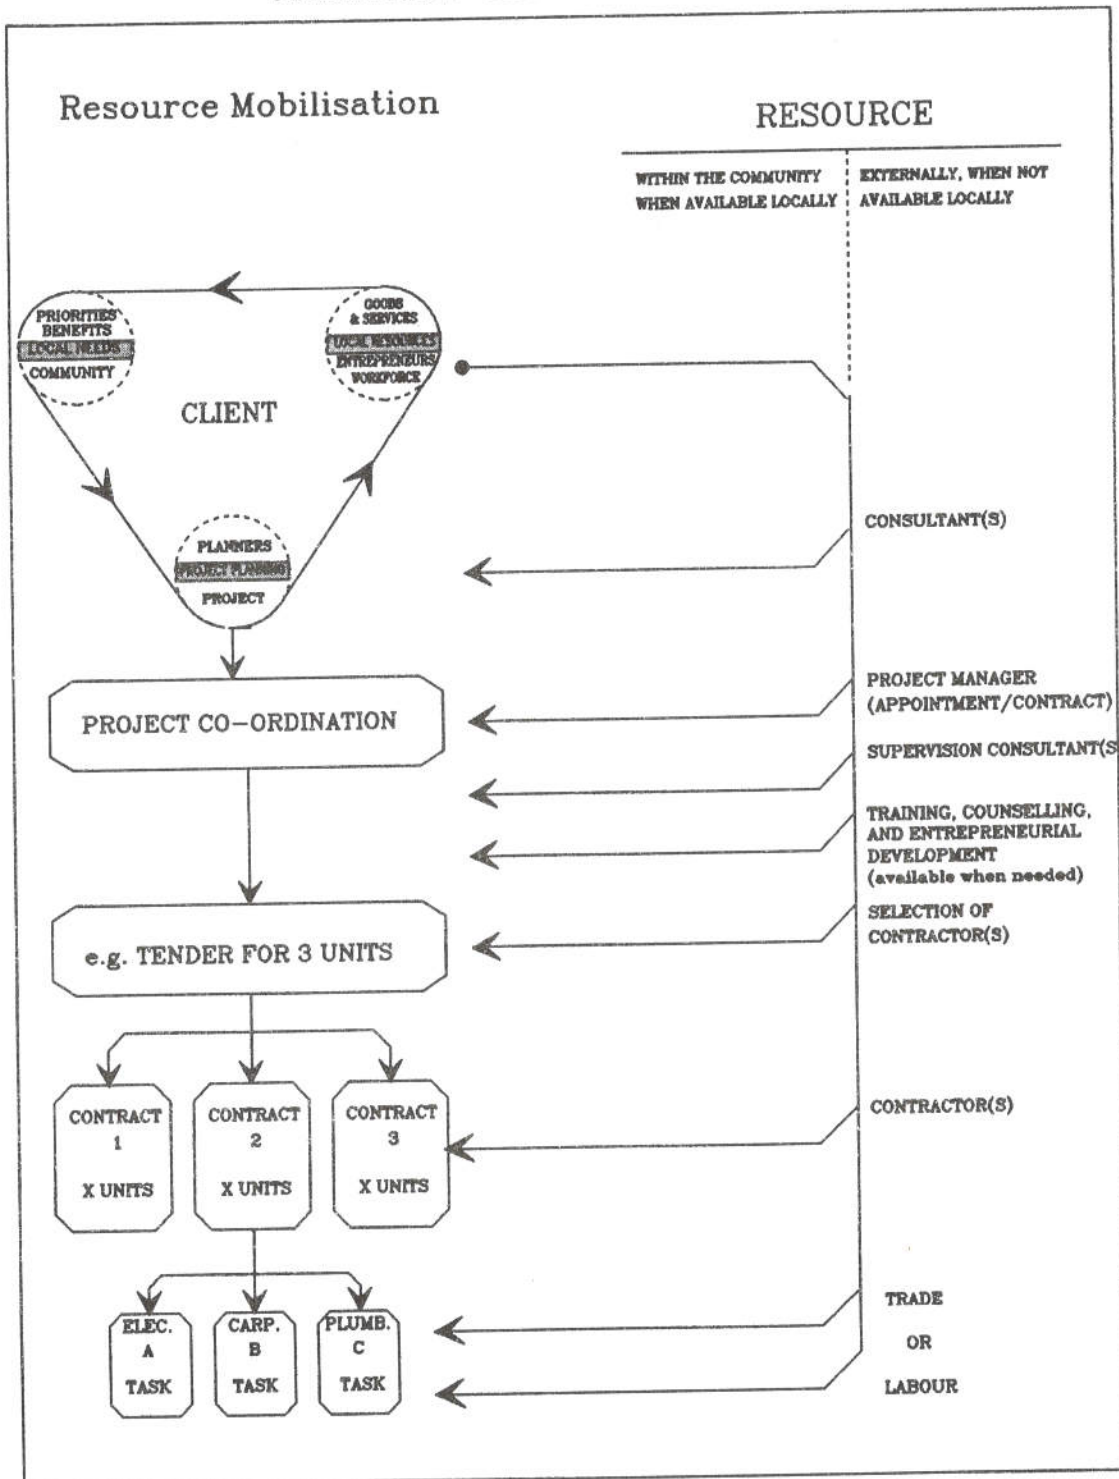 Resource Mobilisation
RESOURCE
WITHIN THE COMMUNITY
WHEN AVAILABLE LOCALLY
EXTERNALLY, WHEN NOT
AVAILABLE LOCALLY
PRIORITIES
BENEFITS
LOCAL NEEDS
COMMUNITY
GOODS
& SERVICES
LOCAL RESOURCES
ENTREPRENEURS
WORKFORCE
CLIENT
PLANNERS
PROJECT PLANNING
PROJECT
CONSULTANT(S)
PROJECT CO-ORDINATION
PROJECT MANAGER
(APPOINTMENT/CONTRACT)
SUPERVISION CONSULTANT(S
TRAINING, COUNSELLING,
AND ENTREPRENEURIAL
DEVELOPMENT
(available when needed)
SELECTION OF
CONTRACTOR(S)
e.g. TENDER FOR 3 UNITS
CONTRACT
1
X UNITS
CONTRACT
2
X UNITS
CONTRACT
3
X UNITS
CONTRACTOR(S)
ELEC.
A
TASK
CARP.
B
TASK
PLUMB.
C
TASK
TRADE
OR
LABOUR